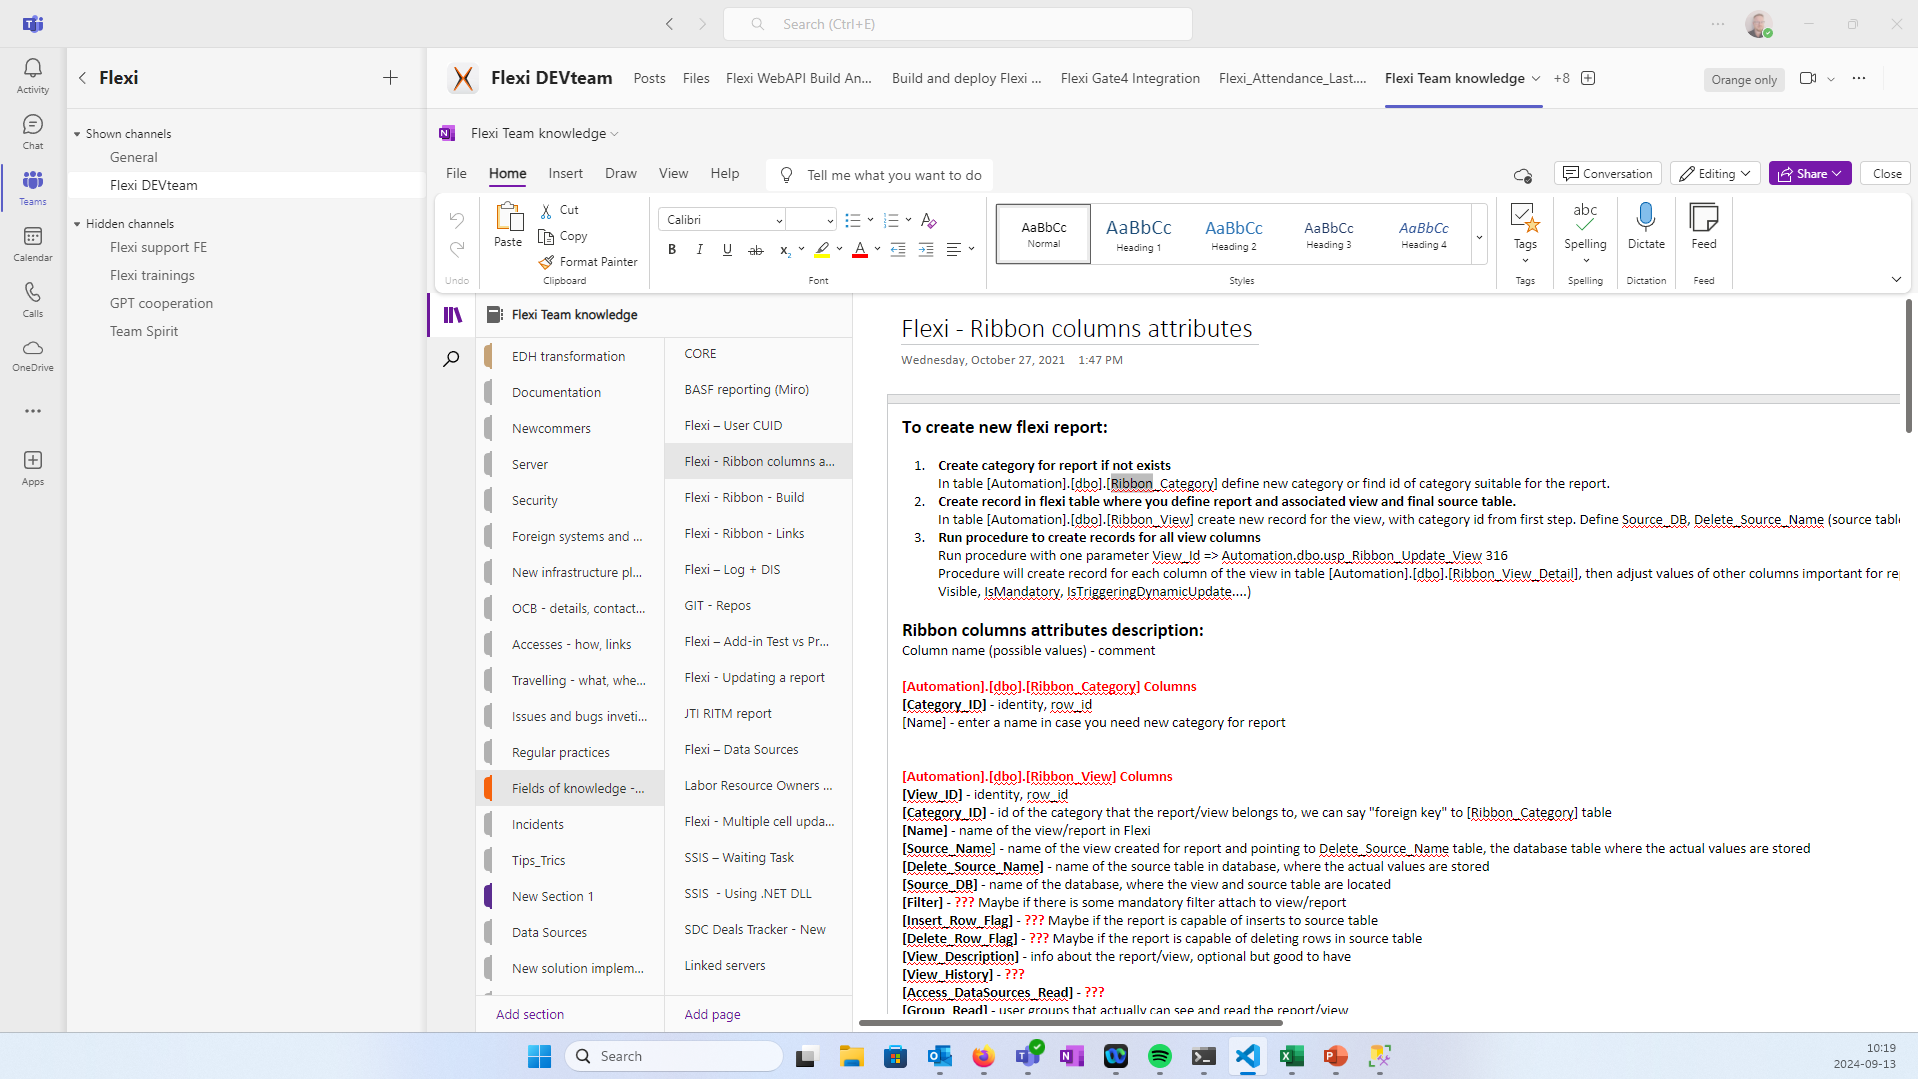 Search (Ctrl+E)
Activity
Chat
Teams
Calendar
Calls
OneDrive
Apps
Flexi
Shown channels
General
Flexi DEVteam
Hidden channels
Flexi support FE
Flexi trainings
GPT cooperation
Team Spirit
Flexi DEVteam
Posts
Files
Flexi WebAPI Build An...
Build and deploy Flexi ...
Flexi Gate4 Integration
Flexi_Attendance_Last....
Flexi Team knowledge
+8
Orange only
Flexi Team knowledge
File
Home
Insert
Draw
View
Help
Tell me what you want to do
Conversation
Editing
Share
Close
Undo
Paste
Cut
Copy
Format Painter
Clipboard
Calibri
Font
AaBbCc
Normal
AaBbCc
Heading 1
AaBbCc
Heading 2
AaBbCc
Heading 3
AaBbCc
Heading 4
Styles
Tags
Tags
abc
Spelling
Spelling
Dictate
Dictation
Feed
Feed
Flexi Team knowledge
EDH transformation
Documentation
Newcommers
Server
Security
Foreign systems and ...
New infrastructure pl...
OCB - details, contact...
Accesses - how, links
Travelling - what, whe...
Issues and bugs inveti...
Regular practices
Fields of knowledge -...
Incidents
Tips_Trics
New Section 1
Data Sources
New solution implem...
Add section
CORE
BASF reporting (Miro)
Flexi – User CUID
Flexi - Ribbon columns a...
Flexi - Ribbon - Build
Flexi - Ribbon - Links
Flexi – Log + DIS
GIT - Repos
Flexi – Add-in Test vs Pr...
Flexi - Updating a report
JTI RITM report
Flexi – Data Sources
Labor Resource Owners ...
Flexi - Multiple cell upda...
SSIS – Waiting Task
SSIS  - Using .NET DLL
SDC Deals Tracker - New
Linked servers
Add page
Flexi - Ribbon columns attributes
Wednesday, October 27, 2021 1:47 PM
To create new flexi report:
1. Create category for report if not exists
In table [Automation].[dbo].[Ribbon_Category] define new category or find id of category suitable for the report.
2. Create record in flexi table where you define report and associated view and final source table.
In table [Automation].[dbo].[Ribbon_View] create new record for the view, with category id from first step. Define Source_DB, Delete_Source_Name (source table
3. Run procedure to create records for all view columns
Run procedure with one parameter View_Id => Automation.dbo.usp_Ribbon_Update_View 316
Procedure will create record for each column of the view in table [Automation].[dbo].[Ribbon_View_Detail], then adjust values of other columns important for re
Visible, IsMandatory, IsTriggeringDynamicUpdate....)
Ribbon columns attributes description:
Column name (possible values) - comment
[Automation].[dbo].[Ribbon_Category] Columns
[Category_ID] - identity, row_id
[Name] - enter a name in case you need new category for report
[Automation].[dbo].[Ribbon_View] Columns
[View_ID] - identity, row_id
[Category_ID] - id of the category that the report/view belongs to, we can say "foreign key" to [Ribbon_Category] table
[Name] - name of the view/report in Flexi
[Source_Name] - name of the view created for report and pointing to Delete_Source_Name table, the database table where the actual values are stored
[Delete_Source_Name] - name of the source table in database, where the actual values are stored
[Source_DB] - name of the database, where the view and source table are located
[Filter] - ??? Maybe if there is some mandatory filter attach to view/report
[Insert_Row_Flag] - ??? Maybe if the report is capable of inserts to source table
[Delete_Row_Flag] - ??? Maybe if the report is capable of deleting rows in source table
[View_Description] - info about the report/view, optional but good to have
[View_History] - ???
[Access_DataSources_Read] - ???
[Group_Read] - user groups that actually can see and read the report/view
Search
10:19
2024-09-13